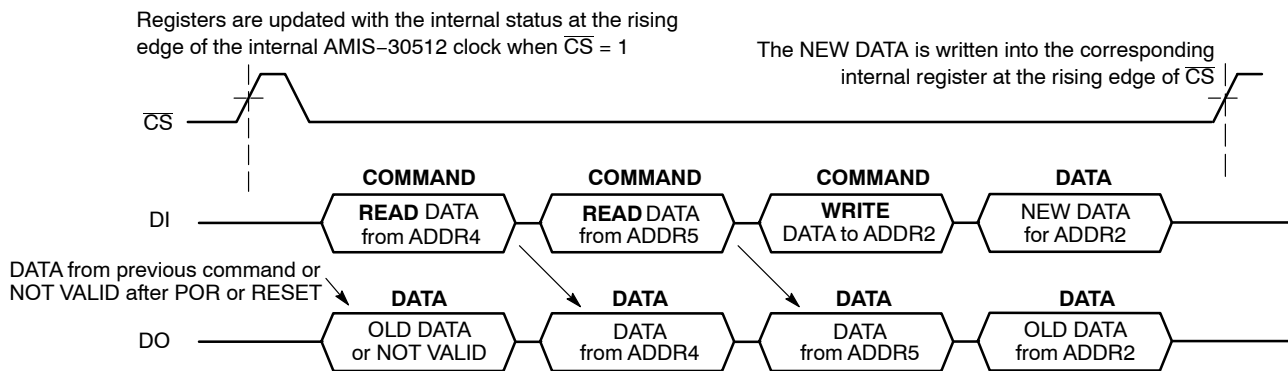 Registers are updated with the internal status at the rising
edge of the internal AMIS−30512 clock when C̅S̅ = 1
The NEW DATA is written into the corresponding
internal register at the rising edge of C̅S̅
C̅S̅
COMMAND
COMMAND
COMMAND
DATA
DI
READ DATA
from ADDR4
READ DATA
from ADDR5
WRITE
DATA to ADDR2
NEW DATA
for ADDR2
DATA from previous command or
NOT VALID after POR or RESET
DATA
DATA
DATA
DATA
DO
OLD DATA
or NOT VALID
DATA
from ADDR4
DATA
from ADDR5
OLD DATA
from ADDR2